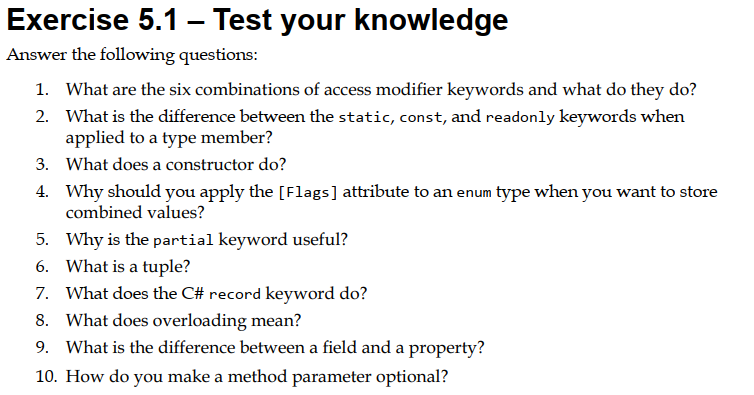 Exercise 5.1 – Test your knowledge
Answer the following questions:
1. What are the six combinations of access modifier keywords and what do they do?
2. What is the difference between the static, const, and readonly keywords when
applied to a type member?
3. What does a constructor do?
4. Why should you apply the [Flags] attribute to an enum type when you want to store
combined values?
5. Why is the partial keyword useful?
6. What is a tuple?
7. What does the C# record keyword do?
8. What does overloading mean?
9. What is the difference between a field and a property?
10. How do you make a method parameter optional?